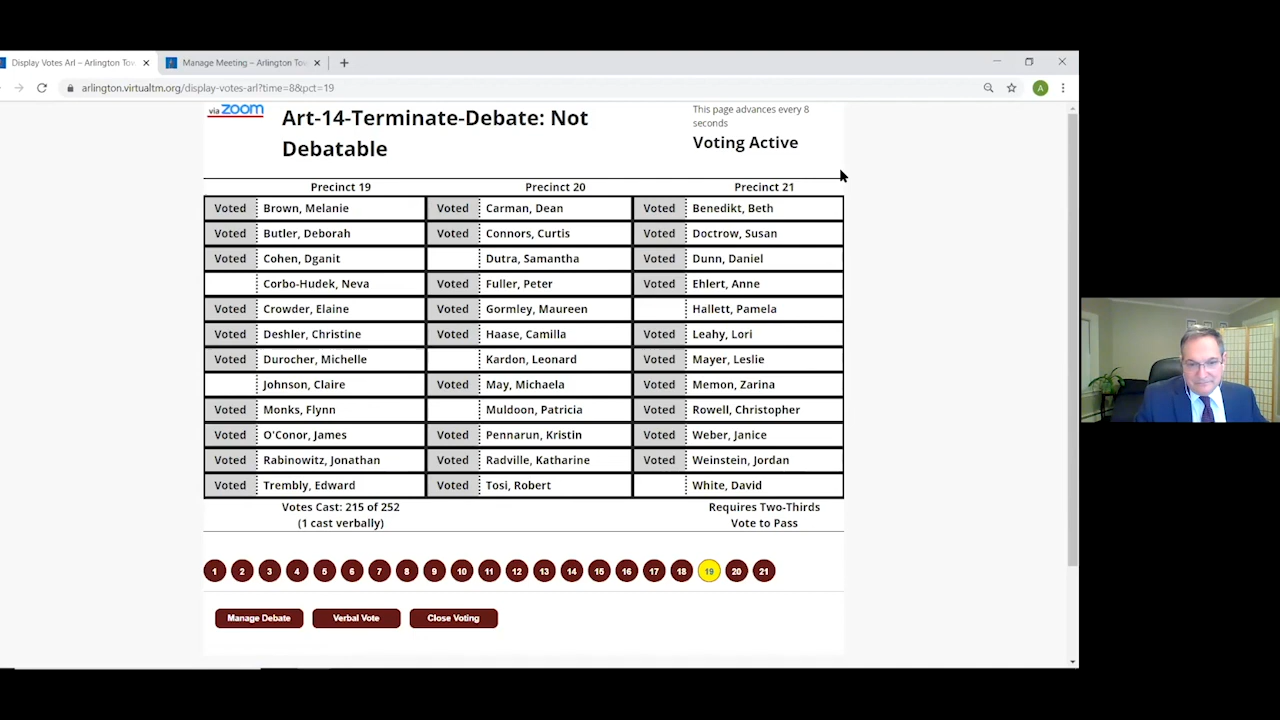 Display Votes Arl – Arlington Tow
Manage Meeting – Arlington Tow
arlington.virtualtm.org/display-votes-arl?time=8&pct=19
A
via zoom
Art-14-Terminate-Debate: Not
Debatable
This page advances every 8
seconds
Voting Active
Precinct 19 Precinct 20 Precinct 21
Voted Brown, Melanie Voted Carman, Dean Voted Benedikt, Beth
Voted Butler, Deborah Voted Connors, Curtis Voted Doctrow, Susan
Voted Cohen, Dganit Dutra, Samantha Voted Dunn, Daniel
Corbo-Hudek, Neva Voted Fuller, Peter Voted Ehlert, Anne
Voted Crowder, Elaine Voted Gormley, Maureen Hallett, Pamela
Voted Deshler, Christine Voted Haase, Camilla Voted Leahy, Lori
Voted Durocher, Michelle Kardon, Leonard Voted Mayer, Leslie
Johnson, Claire Voted May, Michaela Voted Memon, Zarina
Voted Monks, Flynn Muldoon, Patricia Voted Rowell, Christopher
Voted O'Conor, James Voted Pennarun, Kristin Voted Weber, Janice
Voted Rabinowitz, Jonathan Voted Radville, Katharine Voted Weinstein, Jordan
Voted Trembly, Edward Voted Tosi, Robert White, David
Votes Cast: 215 of 252
(1 cast verbally)
Requires Two-Thirds
Vote to Pass
1 2 3 4 5 6 7 8 9 10 11 12 13 14 15 16 17 18 19 20 21
Manage Debate Verbal Vote Close Voting